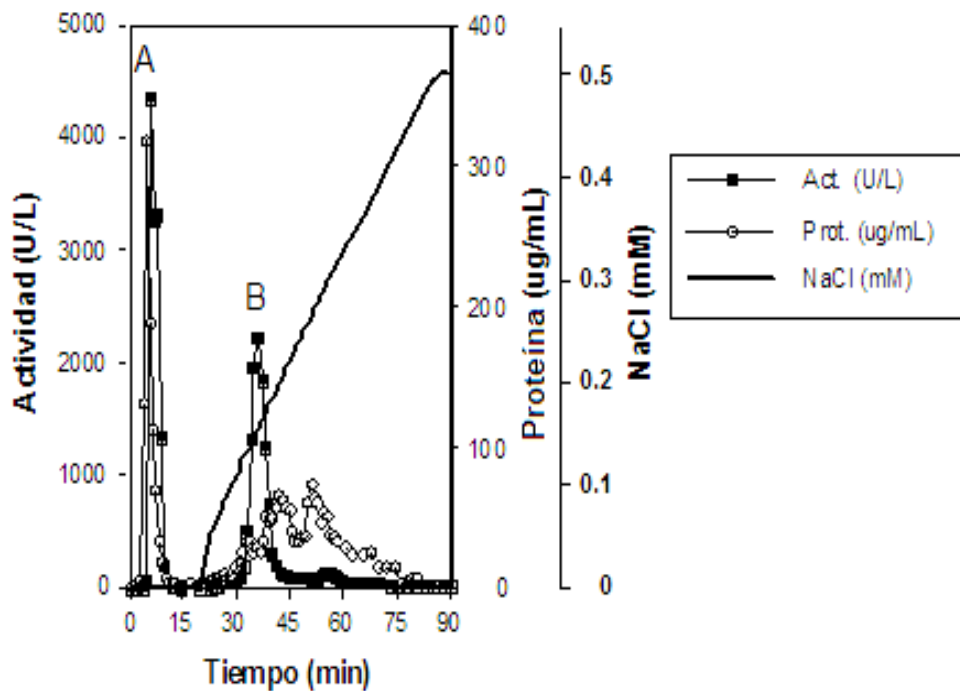 A
B
5000
4000
3000
2000
1000
0
Actividad (U/L)
0
15
30
45
60
75
90
Tiempo (min)
400
300
200
100
0
Proteína (ug/mL)
0.5
0.4
0.3
0.2
0.1
0
NaCl (mM)
Act. (U/L)
Prot. (ug/mL)
NaCl (mM)